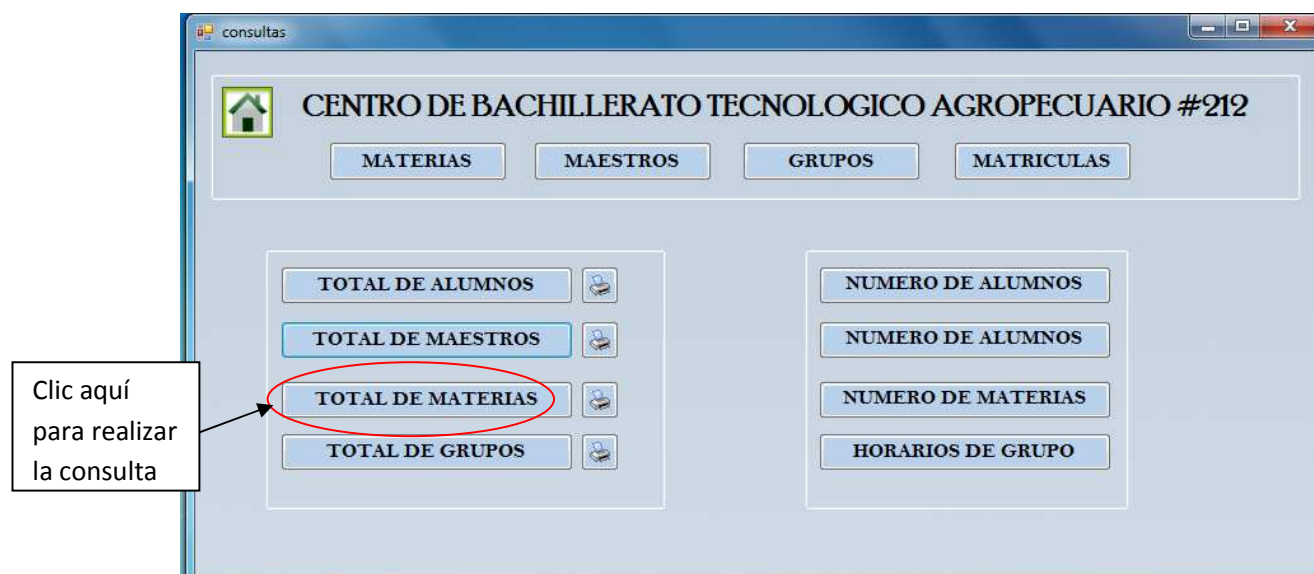 consultas
CENTRO DE BACHILLERATO TECNOLOGICO AGROPECUARIO #212
MATERIAS MAESTROS GRUPOS MATRICULAS
TOTAL DE ALUMNOS
TOTAL DE MAESTROS
TOTAL DE MATERIAS
TOTAL DE GRUPOS
NUMERO DE ALUMNOS
NUMERO DE ALUMNOS
NUMERO DE MATERIAS
HORARIOS DE GRUPO
Clic aquí
para realizar
la consulta